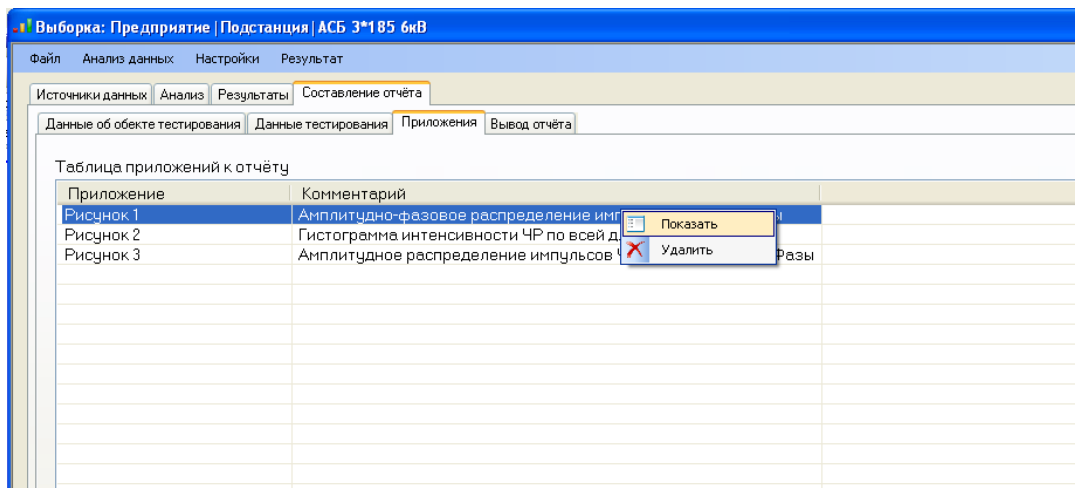 Выборка: Предприятие|Подстанция|АСБ 3*185 6кВ
Файл Анализ данных Настройки Результат
Источники данных Анализ Результаты Составление отчёта
Данные об обекте тестирования Данные тестирования Приложения Вывод отчёта
Таблица приложений к отчёту
Приложение Комментарий
Рисунок 1 Амплитудно-фазовое распределение
Показать
Рисунок 2 Гистограмма интенсивности ЧР по всей
Удалить
Рисунок 3 Амплитудное распределение импульсов Фазы